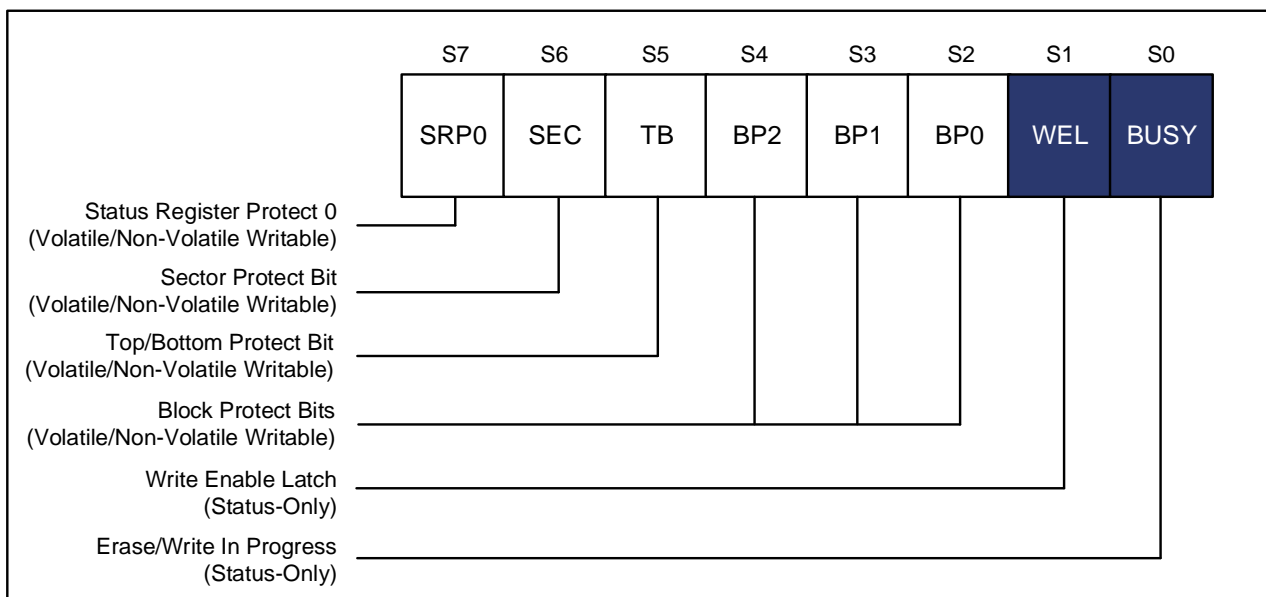 S7 S6 S5 S4 S3 S2 S1 S0
SRP0 SEC TB BP2 BP1 BP0 WEL BUSY
Status Register Protect 0
(Volatile/Non-Volatile Writable)
Sector Protect Bit
(Volatile/Non-Volatile Writable)
Top/Bottom Protect Bit
(Volatile/Non-Volatile Writable)
Block Protect Bits
(Volatile/Non-Volatile Writable)
Write Enable Latch
(Status-Only)
Erase/Write In Progress
(Status-Only)